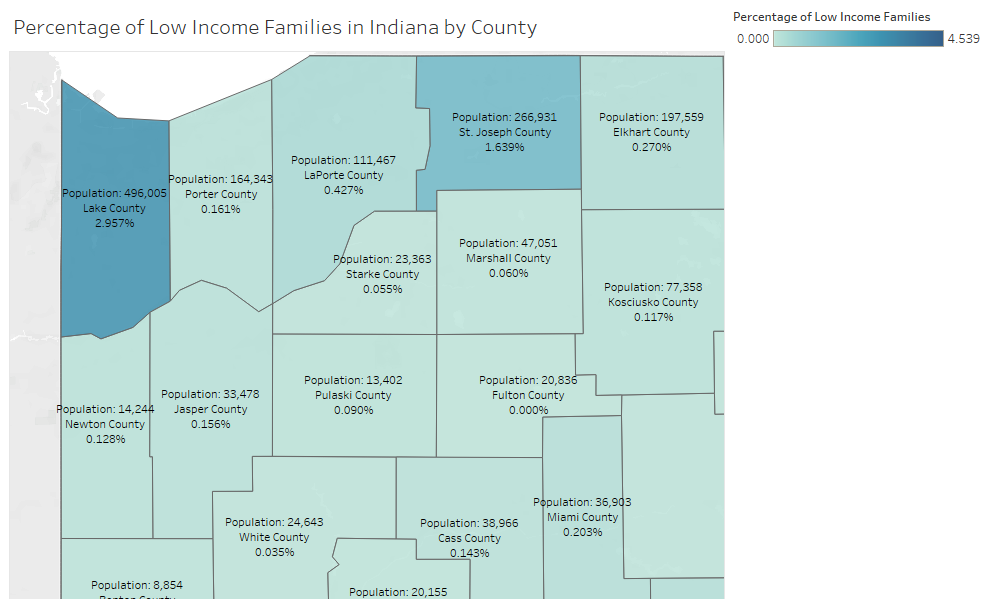 Percentage of Low Income Families in Indiana by County
Percentage of Low Income Families
0.000
4.539
Population: 266,931
St. Joseph County
1.639%
Population: 197,559
Elkhart County
0.270%
Population: 111,467
LaPorte County
0.427%
Population: 164,343
Porter County
0.161%
Population: 496,005
Lake County
2.957%
Population: 23,363
Starke County
0.055%
Population: 47,051
Marshall County
0.060%
Population: 77,358
Kosciusko County
0.117%
Population: 13,402
Pulaski County
0.090%
Population: 20,836
Fulton County
0.000%
Population: 33,478
Jasper County
0.156%
Population: 14,244
Newton County
0.128%
Population: 36,903
Miami County
0.203%
Population: 24,643
White County
0.035%
Population: 38,966
Cass County
0.143%
Population: 8,854
Population: 20,155